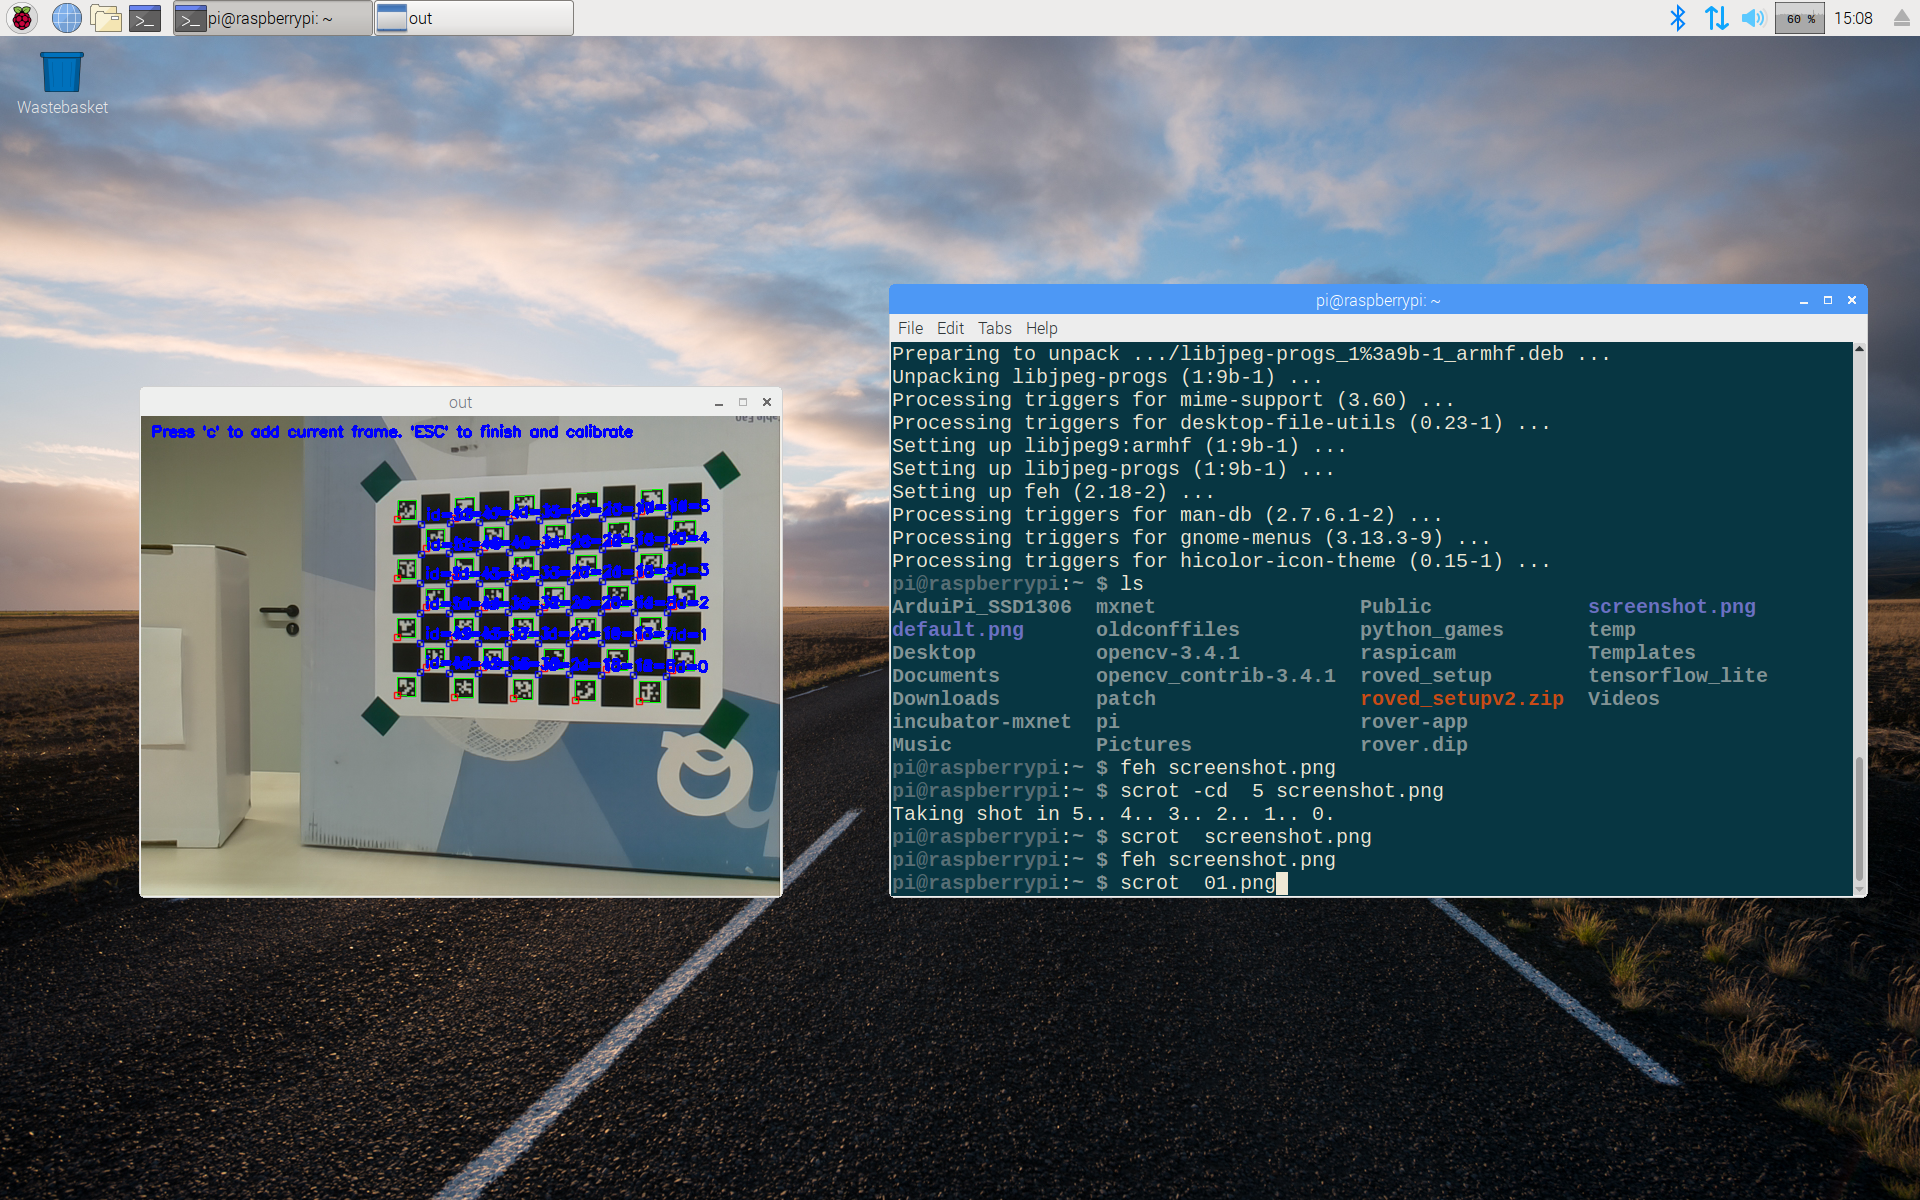 pi@raspberrypi: ~
out
60 %
15:08
Wastebasket
out
Press 'c' to add current frame. 'ESC' to finish and calibrate
pi@raspberrypi: ~
File Edit Tabs Help
Preparing to unpack .../libjpeg-progs_1%3a9b-1_armhf.deb ...
Unpacking libjpeg-progs (1:9b-1) ...
Processing triggers for mime-support (3.60) ...
Processing triggers for desktop-file-utils (0.23-1) ...
Setting up libjpeg9:armhf (1:9b-1) ...
Setting up libjpeg-progs (1:9b-1) ...
Setting up feh (2.18-2) ...
Processing triggers for man-db (2.7.6.1-2) ...
Processing triggers for gnome-menus (3.13.3-9) ...
Processing triggers for hicolor-icon-theme (0.15-1) ...
pi@raspberrypi:~ $ ls
ArduiPi_SSD1306 mxnet Public screenshot.png
default.png oldconffiles python_games temp
Desktop opencv-3.4.1 raspicam Templates
Documents opencv_contrib-3.4.1 roved_setup tensorflow_lite
Downloads patch roved_setupv2.zip Videos
incubator-mxnet pi rover-app
Music Pictures rover.dip
pi@raspberrypi:~ $ feh screenshot.png
pi@raspberrypi:~ $ scrot -cd  5 screenshot.png
Taking shot in 5.. 4.. 3.. 2.. 1.. 0.
pi@raspberrypi:~ $ scrot  screenshot.png
pi@raspberrypi:~ $ feh screenshot.png
pi@raspberrypi:~ $ scrot  01.png